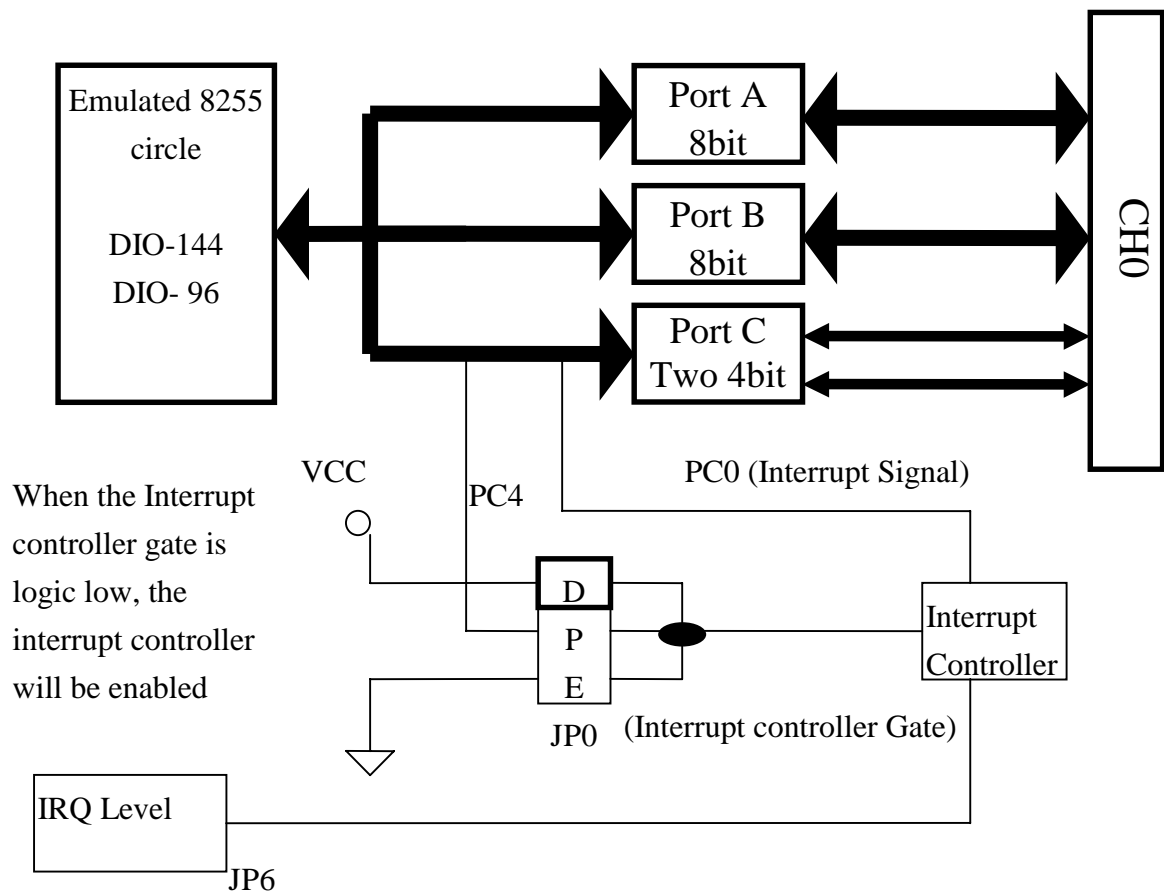 Emulated 8255
circle
DIO-144
DIO- 96
Port A
8bit
Port B
8bit
Port C
Two 4bit
CH0
When the Interrupt
controller gate is
logic low, the
interrupt controller
will be enabled
VCC
PC4
PC0 (Interrupt Signal)
D
P
E
JP0
(Interrupt controller Gate)
Interrupt
Controller
IRQ Level
JP6